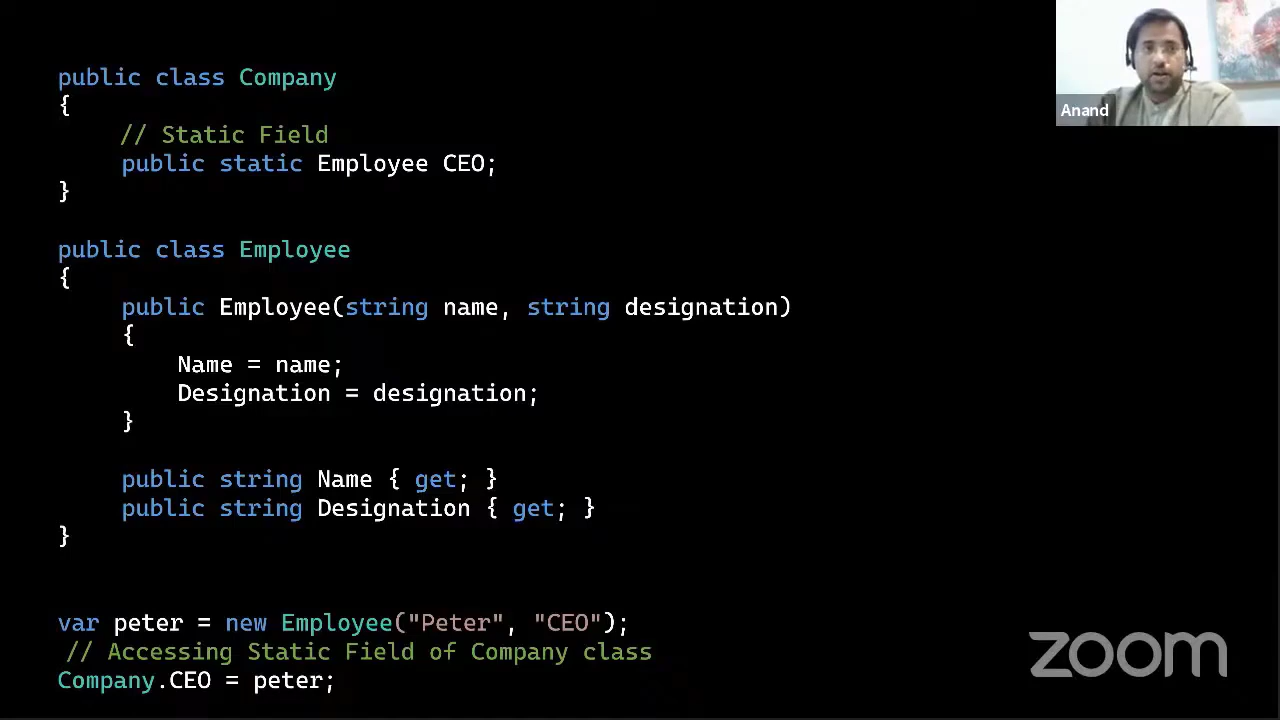 public class Company
{
// Static Field
public static Employee CEO;
}
public class Employee
{
public Employee(string name, string designation)
{
Name = name;
Designation = designation;
}
public string Name { get; }
public string Designation { get; }
}
var peter = new Employee("Peter", "CEO");
// Accessing Static Field of Company class
Company.CEO = peter;
Anand
zoom